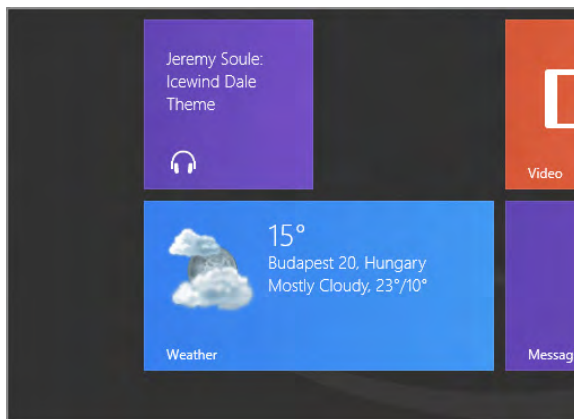 Jeremy Soule:
Icewind Dale
Theme
Video
15°
Budapest 20, Hungary
Mostly Cloudy, 23°/10°
Weather
Messag